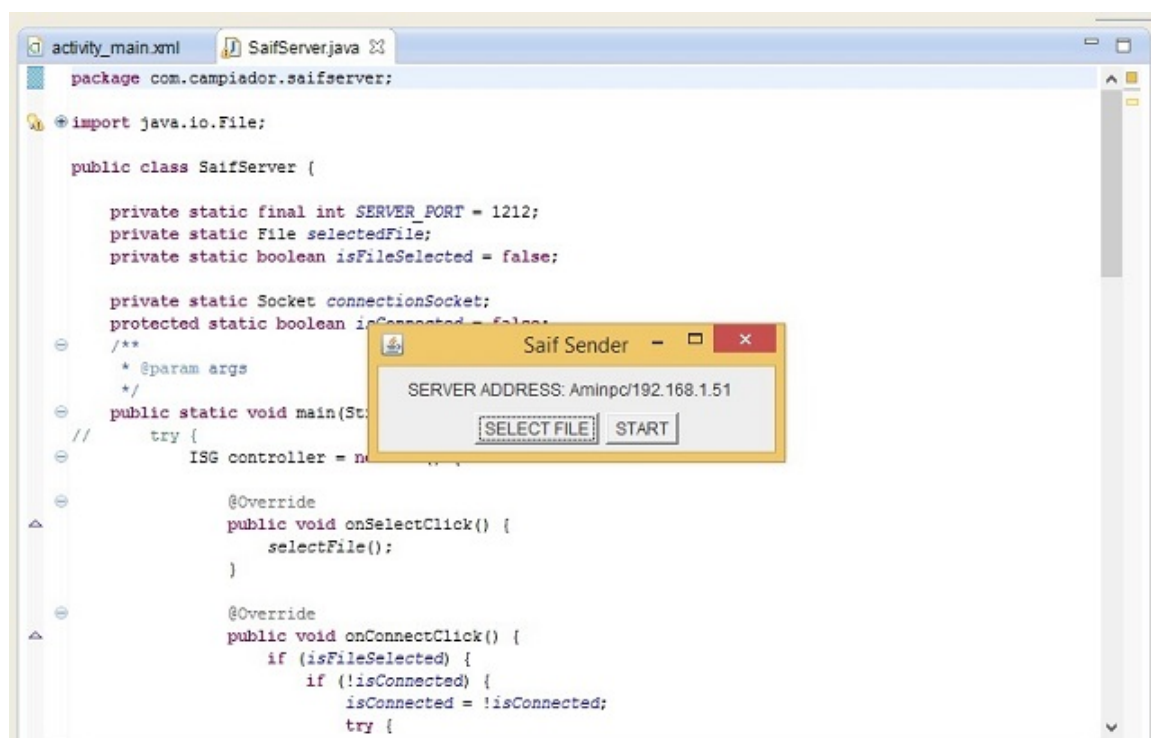 activity_main.xml SaifServer.java
package com.campiador.saifserver;
import java.io.File;
public class SaifServer {
private static final int SERVER_PORT = 1212;
private static File selectedFile;
private static boolean isFileSelected = false;
private static Socket connectionSocket;
protected static boolean isConnected = false;
/**
* @param args
*/
public static void main(St
// try {
ISG controller = n
Saif Sender
SERVER ADDRESS: Aminpc/192.168.1.51
SELECT FILE START
@Override
public void onSelectClick() {
selectFile();
}
@Override
public void onConnectClick() {
if (isFileSelected) {
if (!isConnected) {
isConnected = !isConnected;
try {